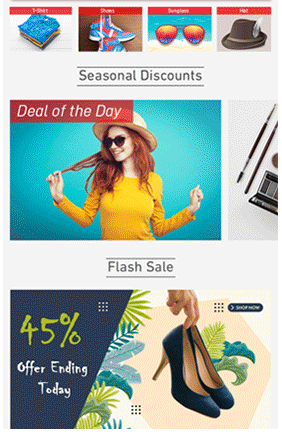 T-Shirt
Shoes
Sunglass
Hat
Seasonal Discounts
Deal of the Day
Flash Sale
45%
Offer Ending
Today
SHOP NOW